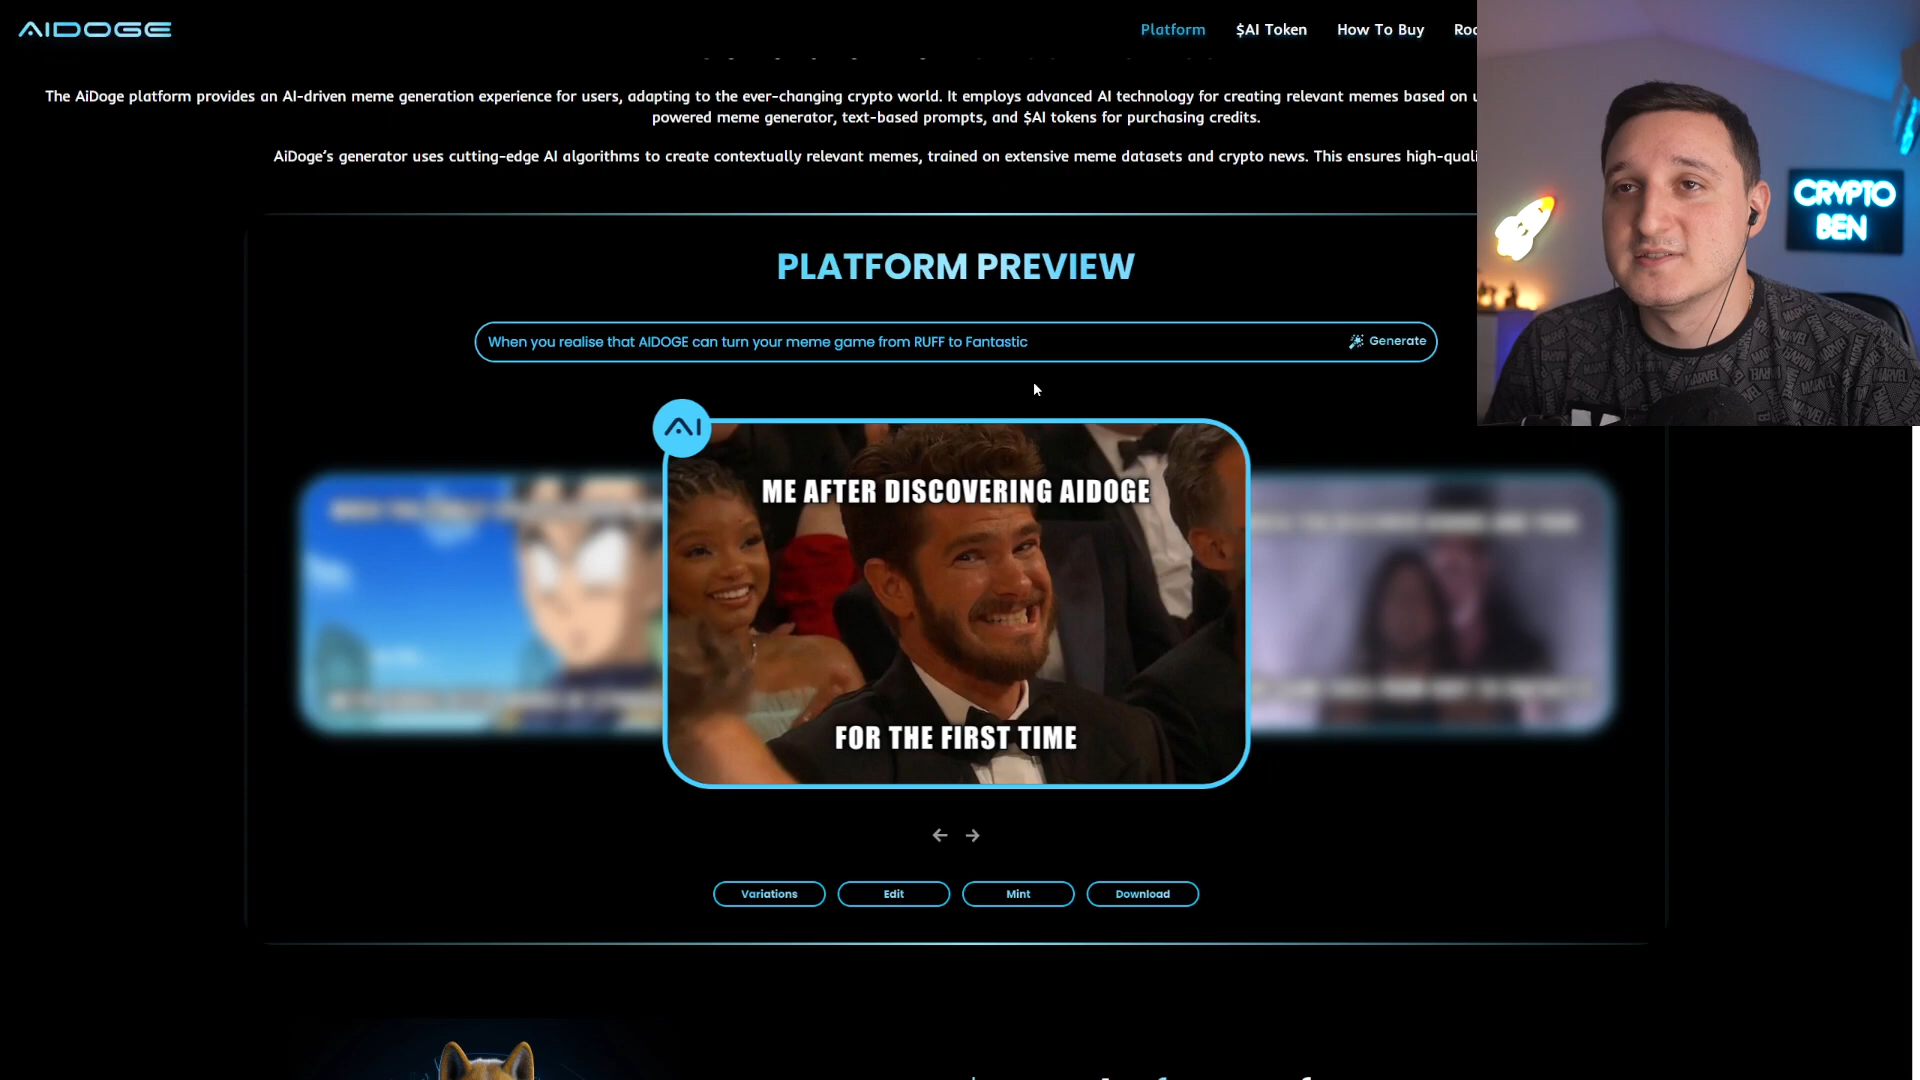 AIDOGE
Platform $AI Token How To Buy
The AiDoge platform provides an AI-driven meme generation experience for users, adapting to the ever-changing crypto world. It employs advanced AI technology for creating relevant memes based on
powered meme generator, text-based prompts, and $AI tokens for purchasing credits.
AiDoge’s generator uses cutting-edge AI algorithms to create contextually relevant memes, trained on extensive meme datasets and crypto news. This ensures
CRYPTO
BEN
MARVEL
PLATFORM PREVIEW
When you realise that AIDOGE can turn your meme game from RUFF to Fantastic
Generate
AI
ME AFTER DISCOVERING AIDOGE
FOR THE FIRST TIME
Variations Edit Mint Download